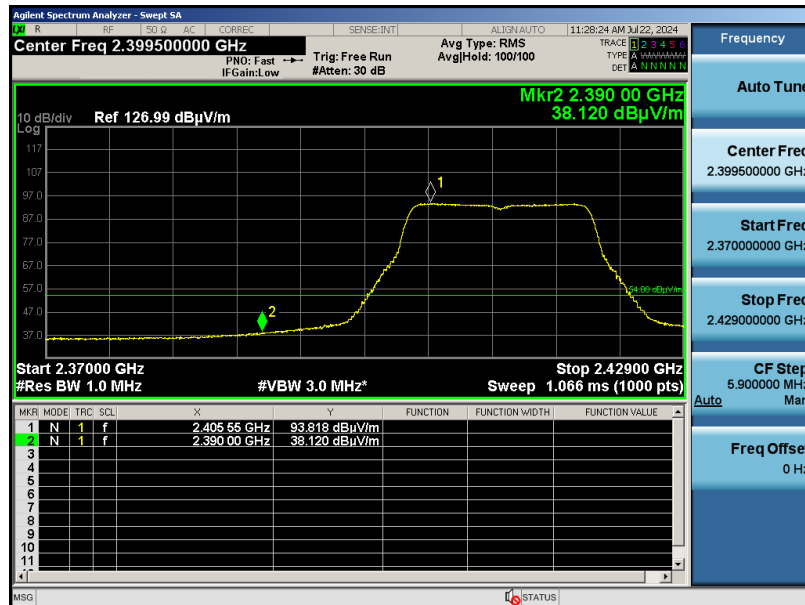 Agilent Spectrum Analyzer - Swept SA
R RF 50 Ω AC CORREC SENSE:INT ALIGN AUTO 11:28:24 AM Jul 22, 2024
Center Freq 2.399500000 GHz
PNO: Fast
IFGain:Low
Trig: Free Run
#Atten: 30 dB
Avg Type: RMS
Avg|Hold: 100/100
TRACE 1 2 3 4 5 6
TYPE A WWWWW
DET A N N N N N
Mkr2 2.390 00 GHz
38.120 dBµV/m
10 dB/div Ref 126.99 dBµV/m
Log
117
107
97.0
87.0
77.0
67.0
57.0
47.0
37.0
1
2
54.00 dBµV/m
Start 2.37000 GHz Stop 2.42900 GHz
#Res BW 1.0 MHz #VBW 3.0 MHz* Sweep 1.066 ms (1000 pts)
MKR MODE TRC SCL X Y FUNCTION FUNCTION WIDTH FUNCTION VALUE
1 N 1 f 2.405 55 GHz 93.818 dBµV/m
2 N 1 f 2.390 00 GHz 38.120 dBµV/m
3
4
5
6
7
8
9
10
11
MSG STATUS
Frequency
Auto Tune
Center Freq
2.399500000 GHz
Start Freq
2.370000000 GHz
Stop Freq
2.429000000 GHz
CF Step
5.900000 MHz
Auto Man
Freq Offset
0 Hz